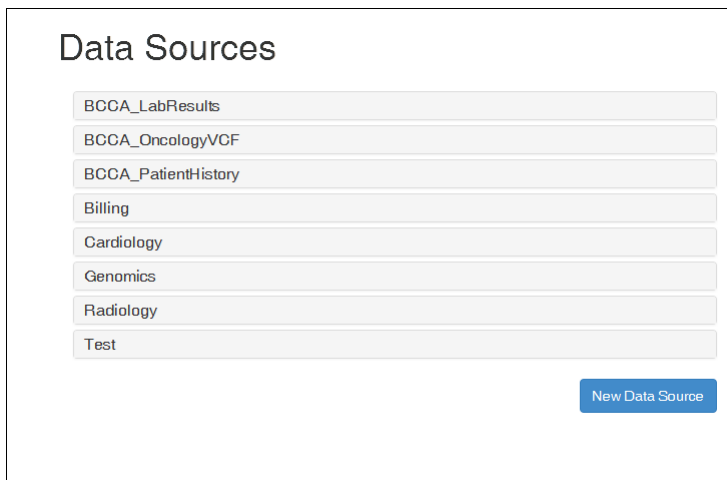 Data Sources
BCCA_LabResults
BCCA_OncologyVCF
BCCA_PatientHistory
Billing
Cardiology
Genomics
Radiology
Test
New Data Source